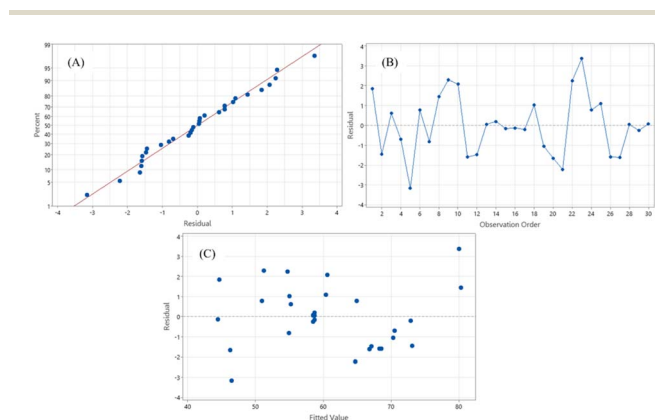 (A)
Percent
99
95
90
80
70
60
50
40
30
20
10
5
1
-4 -3 -2 -1 0 1 2 3 4
Residual
(B)
Residual
4
3
2
1
0
-1
-2
-3
-4
2 4 6 8 10 12 14 16 18 20 22 24 26 28 30
Observation Order
(C)
Residual
4
3
2
1
0
-1
-2
-3
-4
40 50 60 70 80
Fitted Value